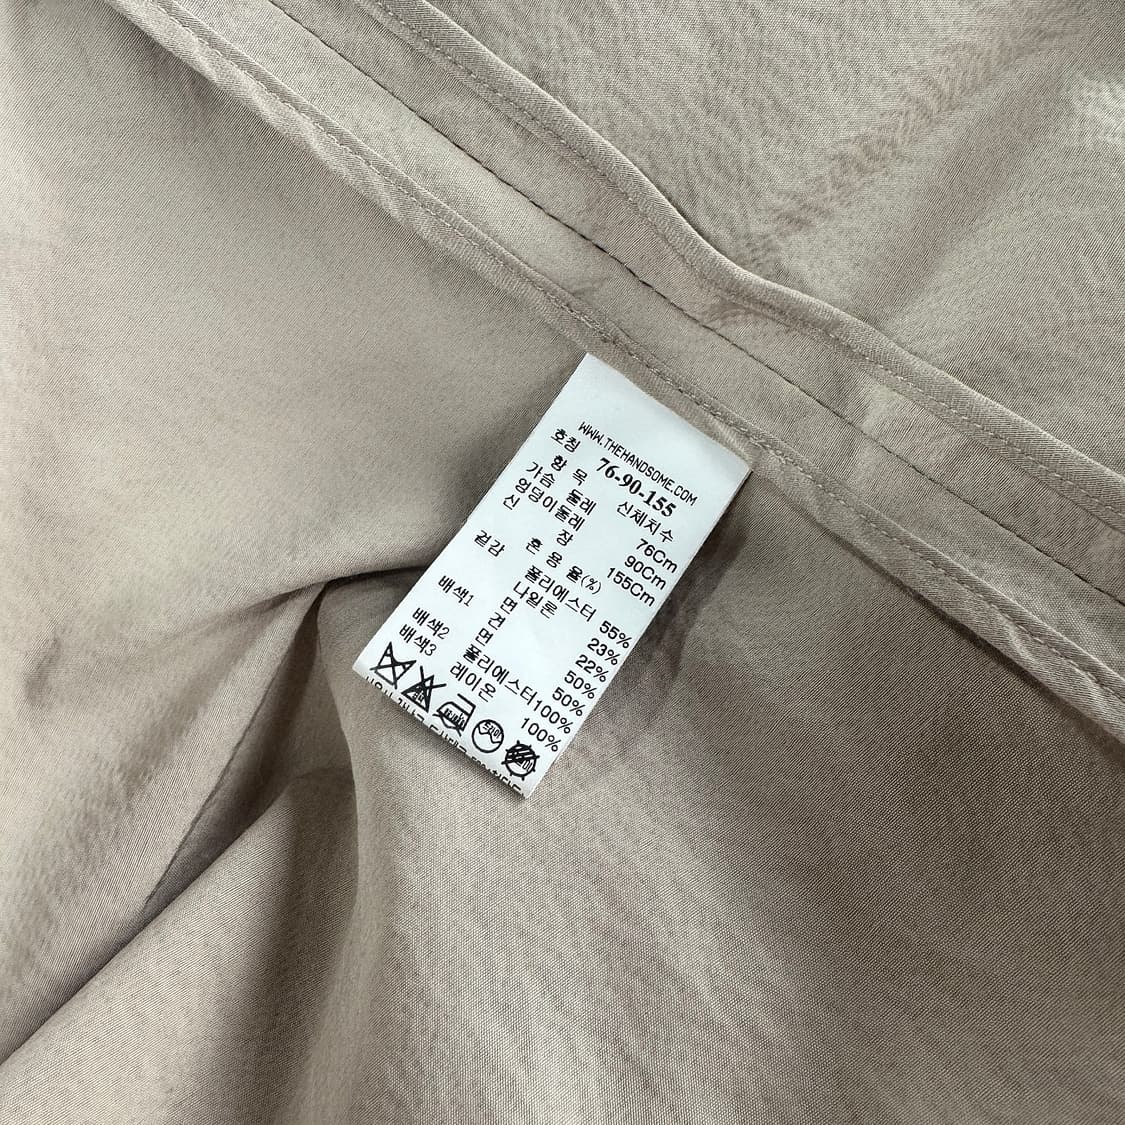 WWW.THEHANDSOME.COM
호칭 76-90-155
항 목 신체치수
가슴 둘레 76Cm
엉덩이둘레 90Cm
신 장 155Cm
혼 용 율(%)
겉감 폴리에스터 55%
나일론 23%
면 22%
배색1 견 50%
면 50%
배색2 폴리에스터100%
배색3 레이온 100%